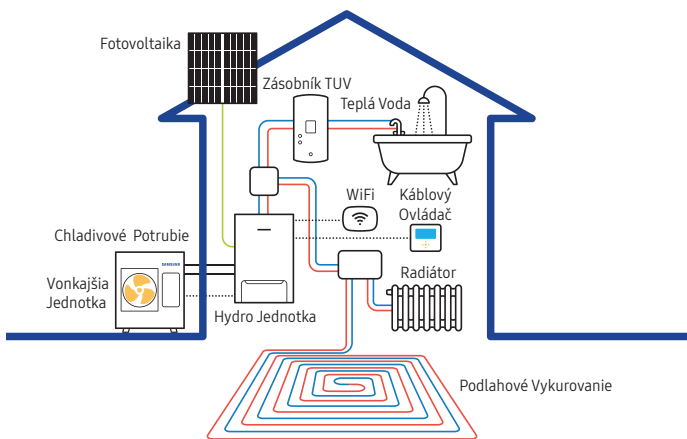 Fotovoltaika
Zásobník TUV
Teplá Voda
WiFi
Káblový
Ovládač
Chladivové Potrubie
SAMSUNG
Vonkajšia
Jednotka
Hydro Jednotka
Radiátor
Podlahové Vykurovanie